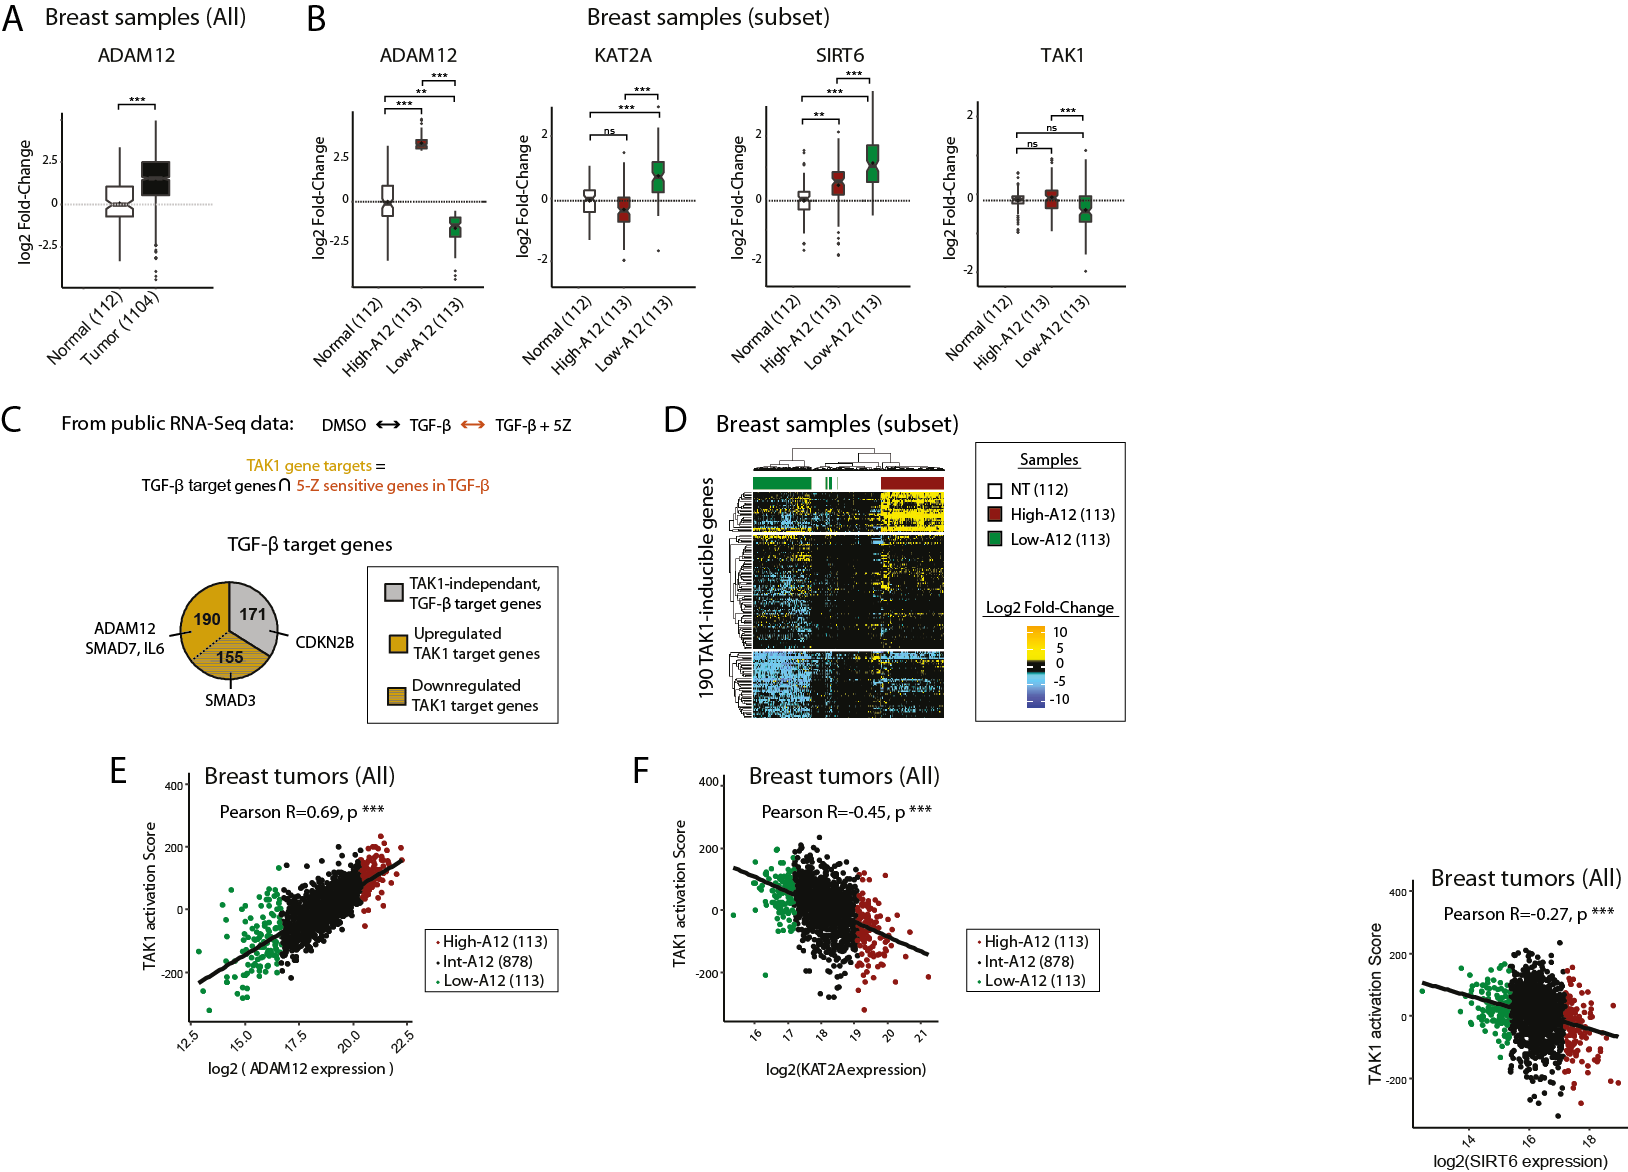 A
Breast samples (All)
ADAM12
***
log2 Fold-Change
2.5
0
-2.5
Normal (112)
Tumor (1104)
B
Breast samples (subset)
ADAM12
***
**
***
log2 Fold-Change
2.5
0
-2.5
Normal (112)
High-A12 (113)
Low-A12 (113)
KAT2A
***
***
ns
log2 Fold-Change
2
0
-2
Normal (112)
High-A12 (113)
Low-A12 (113)
SIRT6
***
***
**
log2 Fold-Change
2
0
-2
Normal (112)
High-A12 (113)
Low-A12 (113)
TAK1
***
ns
ns
log2 Fold-Change
2
0
-2
Normal (112)
High-A12 (113)
Low-A12 (113)
C
From public RNA-Seq data: DMSO ↔ TGF-β ↔ TGF-β + 5Z
TAK1 gene targets =
TGF-β target genes ∩ 5-Z sensitive genes in TGF-β
TGF-β target genes
190
171
155
ADAM12
SMAD7, IL6
CDKN2B
SMAD3
TAK1-independant,
TGF-β target genes
Upregulated
TAK1 target genes
Downregulated
TAK1 target genes
D
Breast samples (subset)
190 TAK1-inducible genes
Samples
NT (112)
High-A12 (113)
Low-A12 (113)
Log2 Fold-Change
10
5
0
-5
-10
E
Breast tumors (All)
Pearson R=0.69, p ***
TAK1 activation Score
400
200
0
-200
12.5
15.0
17.5
20.0
22.5
log2 ( ADAM12 expression )
High-A12 (113)
Int-A12 (878)
Low-A12 (113)
F
Breast tumors (All)
Pearson R=-0.45, p ***
TAK1 activation Score
400
200
0
-200
16
17
18
19
20
21
log2(KAT2A expression)
High-A12 (113)
Int-A12 (878)
Low-A12 (113)
Breast tumors (All)
Pearson R=-0.27, p ***
TAK1 activation Score
400
200
0
-200
14
16
18
log2(SIRT6 expression)